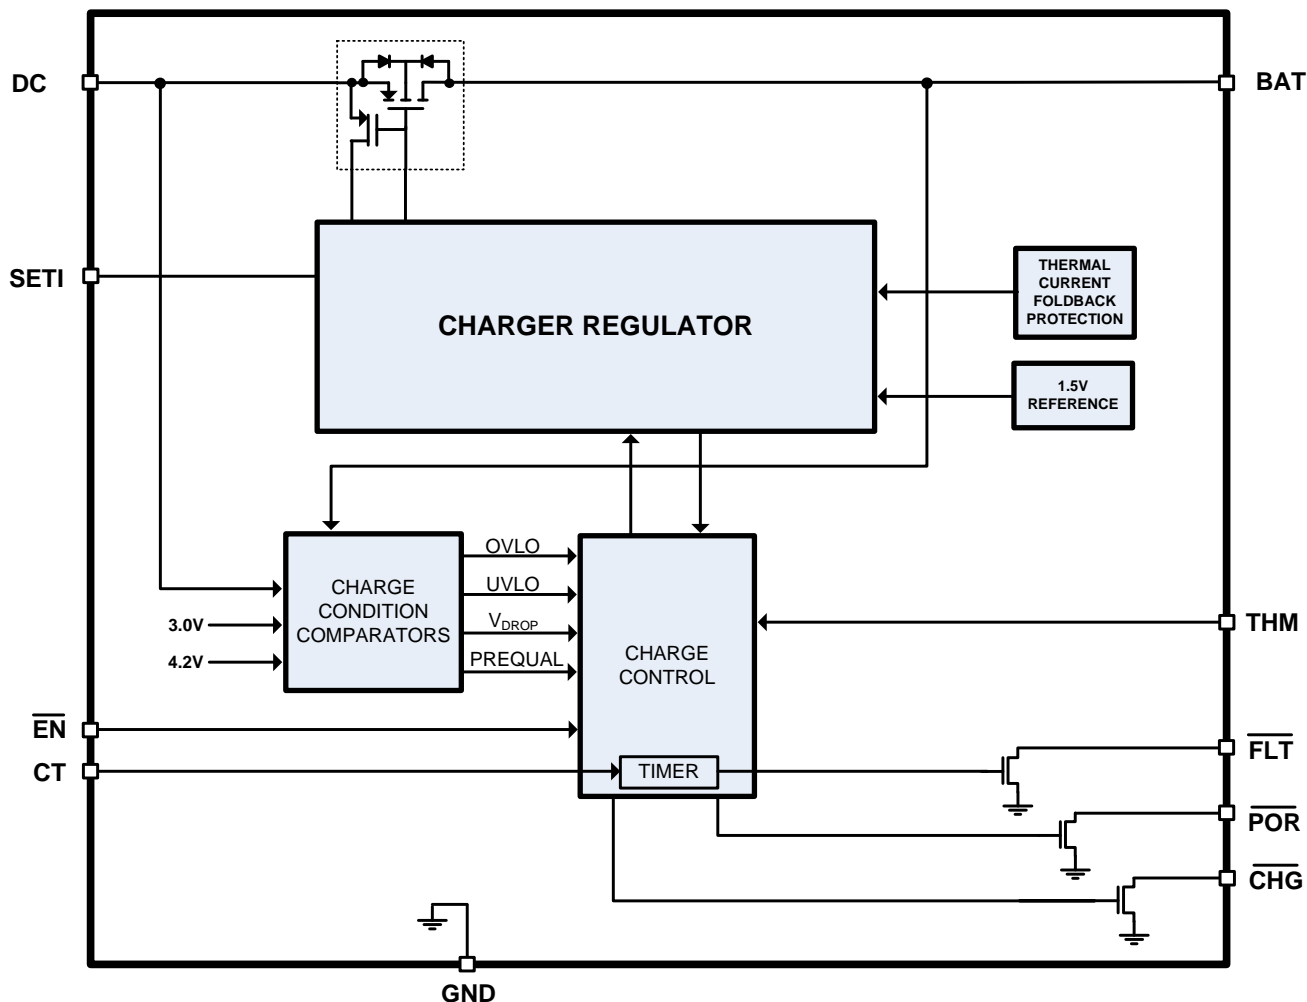 DC
BAT
SETI
THERMAL
CURRENT
FOLDBACK
PROTECTION
CHARGER REGULATOR
1.5V
REFERENCE
OVLO
UVLO
VDROP
PREQUAL
CHARGE
CONDITION
COMPARATORS
3.0V
4.2V
CHARGE
CONTROL
THM
EN
CT
TIMER
FLT
POR
CHG
GND